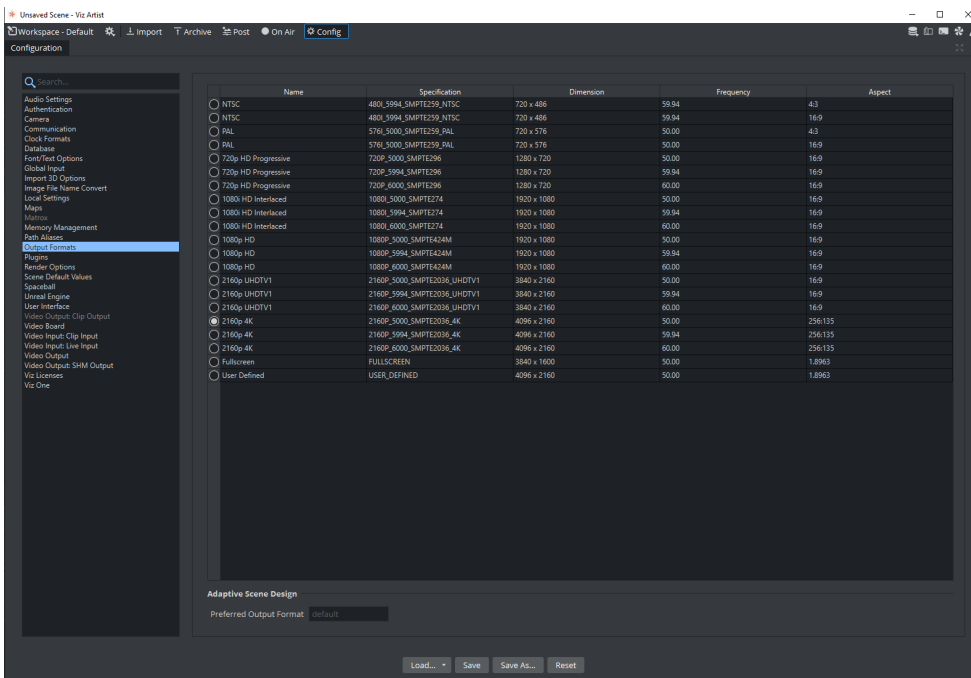 Unsaved Scene - Viz Artist
Workspace - Default Import Archive Post On Air Config
Configuration
Search...
Audio Settings
Authentication
Camera
Communication
Clock Formats
Database
Font/Text Options
Global Input
Import 3D Options
Image File Name Convert
Local Settings
Maps
Matrox
Memory Management
Path Aliases
Output Formats
Plugins
Render Options
Scene Default Values
Spaceball
Unreal Engine
User Interface
Video Output: Clip Output
Video Board
Video Input: Clip Input
Video Input: Live Input
Video Output
Video Output: SHM Output
Viz Licenses
Viz One
Name Specification Dimension Frequency Aspect
NTSC 480I_5994_SMPTE259_NTSC 720 x 486 59.94 4:3
NTSC 480I_5994_SMPTE259_NTSC 720 x 486 59.94 16:9
PAL 576I_5000_SMPTE259_PAL 720 x 576 50.00 4:3
PAL 576I_5000_SMPTE259_PAL 720 x 576 50.00 16:9
720p HD Progressive 720P_5000_SMPTE296 1280 x 720 50.00 16:9
720p HD Progressive 720P_5994_SMPTE296 1280 x 720 59.94 16:9
720p HD Progressive 720P_6000_SMPTE296 1280 x 720 60.00 16:9
1080i HD Interlaced 1080I_5000_SMPTE274 1920 x 1080 50.00 16:9
1080i HD Interlaced 1080I_5994_SMPTE274 1920 x 1080 59.94 16:9
1080i HD Interlaced 1080I_6000_SMPTE274 1920 x 1080 60.00 16:9
1080p HD 1080P_5000_SMPTE424M 1920 x 1080 50.00 16:9
1080p HD 1080P_5994_SMPTE424M 1920 x 1080 59.94 16:9
1080p HD 1080P_6000_SMPTE424M 1920 x 1080 60.00 16:9
2160p UHDTV1 2160P_5000_SMPTE2036_UHDTV1 3840 x 2160 50.00 16:9
2160p UHDTV1 2160P_5994_SMPTE2036_UHDTV1 3840 x 2160 59.94 16:9
2160p UHDTV1 2160P_6000_SMPTE2036_UHDTV1 3840 x 2160 60.00 16:9
2160p 4K 2160P_5000_SMPTE2036_4K 4096 x 2160 50.00 256:135
2160p 4K 2160P_5994_SMPTE2036_4K 4096 x 2160 59.94 256:135
2160p 4K 2160P_6000_SMPTE2036_4K 4096 x 2160 60.00 256:135
Fullscreen FULLSCREEN 3840 x 1600 50.00 1.8963
User Defined USER_DEFINED 4096 x 2160 50.00 1.8963
Adaptive Scene Design
Preferred Output Format default
Load... Save Save As... Reset